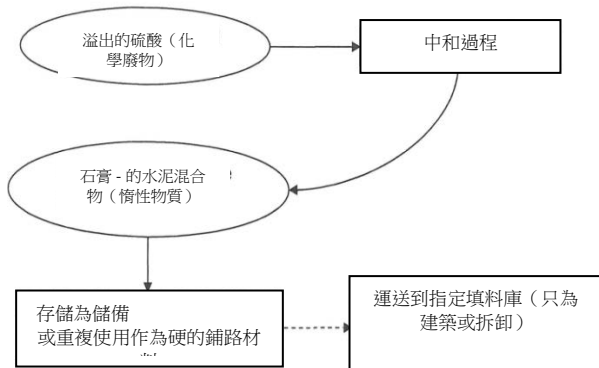 溢出的硫酸（化
學廢物）
中和過程
石膏 - 的水泥混合
物（惰性物質）
存儲為儲備
或重複使用作為硬的鋪路材
運送到指定填料庫（只為
建築或拆卸）